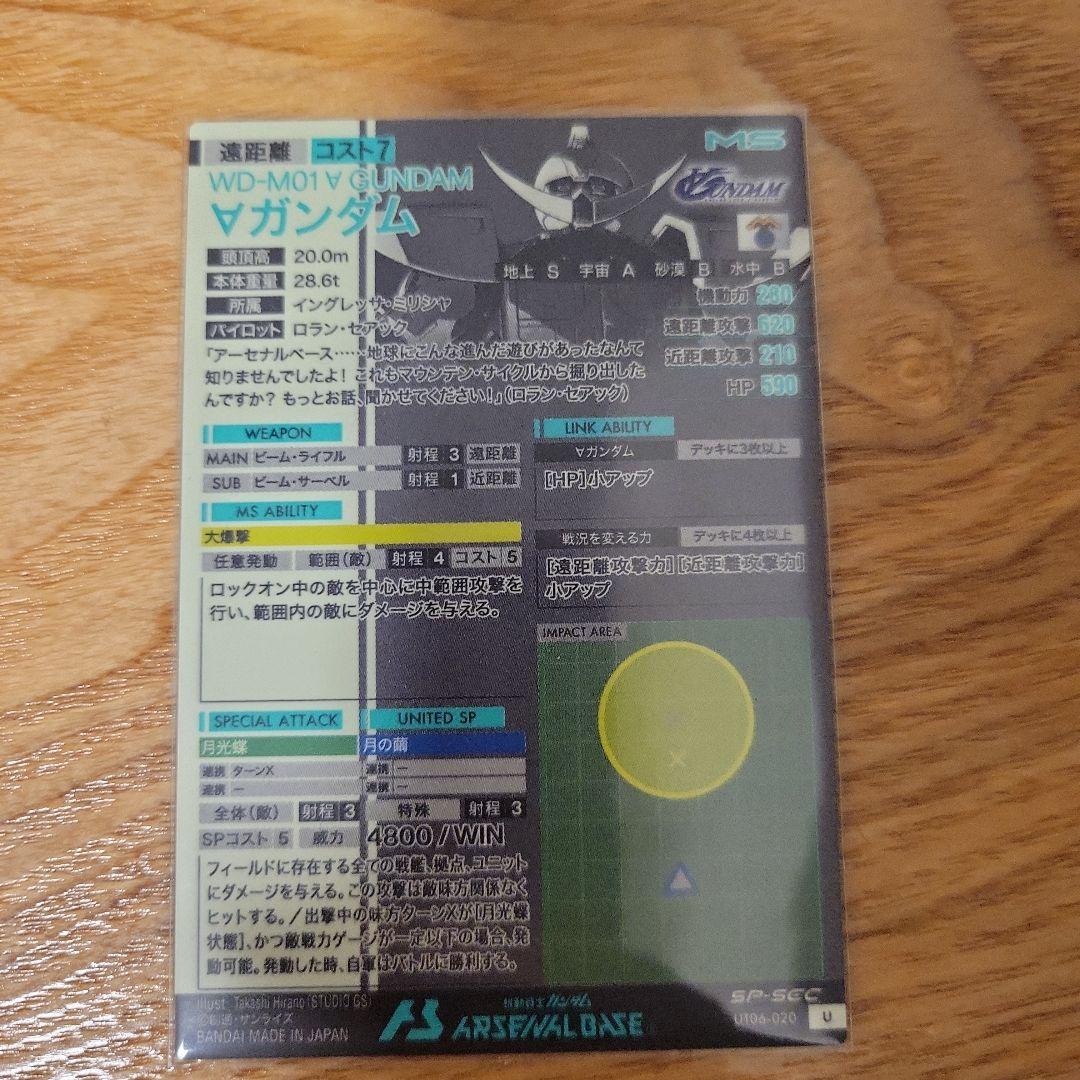 遠距離 コスト7
MS
WD-M01 ∀ GUNDAM
∀ガンダム
∀GUNDAM
頭頂高 20.0m
本体重量 28.6t
所属 イングレッサ・ミリシャ
パイロット ロラン・セアック
地上 S 宇宙 A 砂漠 B 水中 B
機動力 280
遠距離攻撃 620
近距離攻撃 210
HP 590
「アーセナルベース……地球にこんな進んだ遊びがあったなんて
知りませんでしたよ! これもマウンテン・サイクルから掘り出した
んですか? もっとお話、聞かせてください!」(ロラン・セアック)
WEAPON
MAIN ビーム・ライフル 射程 3 遠距離
SUB ビーム・サーベル 射程 1 近距離
MS ABILITY
大爆撃
任意発動 範囲(敵) 射程 4 コスト 5
ロックオン中の敵を中心に中範囲攻撃を
行い、範囲内の敵にダメージを与える。
LINK ABILITY
∀ガンダム デッキに3枚以上
[HP]小アップ
戦況を変える力 デッキに4枚以上
[遠距離攻撃力][近距離攻撃力]
小アップ
IMPACT AREA
SPECIAL ATTACK UNITED SP
月光蝶 月の繭
連携 ターンX 連携 ー
連携 ー 連携 ー
全体(敵) 射程 3 特殊 射程 3
SPコスト 5 威力 4800 / WIN
フィールドに存在する全ての戦艦、拠点、ユニット
にダメージを与える。この攻撃は敵味方関係なく
ヒットする。/出撃中の味方ターンXが[月光蝶
状態]、かつ敵戦力ゲージが一定以下の場合、発
動可能。発動した時、自軍はバトルに勝利する。
Illust. Takashi Hirano (STUDIO GS)
©創通・サンライズ
BANDAI MADE IN JAPAN
機動戦士ガンダム
ARSENAL BASE
SP-SEC
UT06-020 U